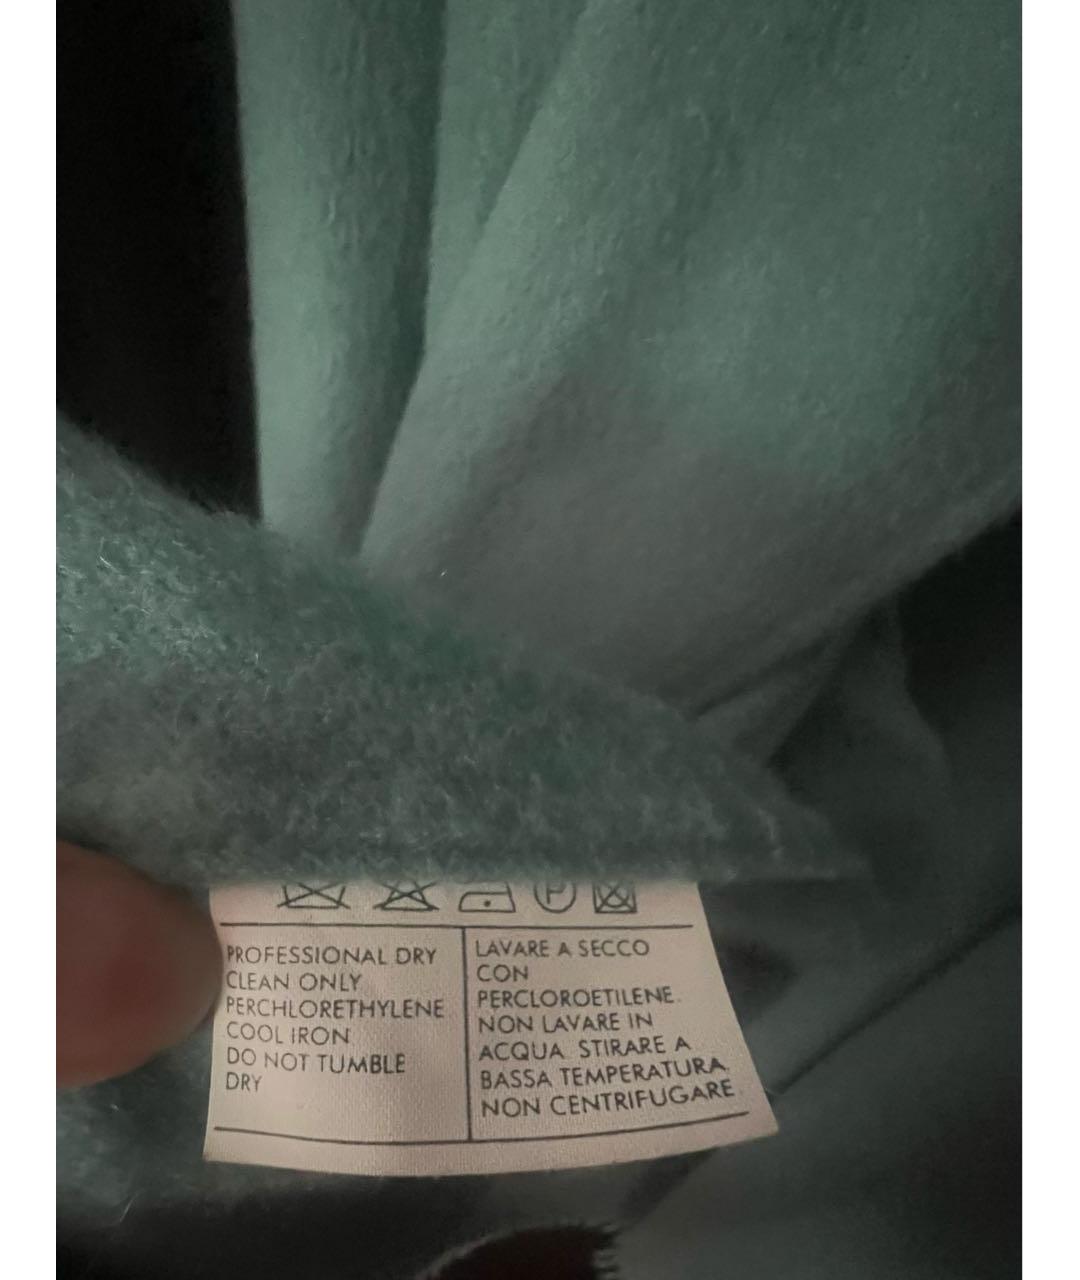 PROFESSIONAL DRY
CLEAN ONLY
PERCHLORETHYLENE
COOL IRON
DO NOT TUMBLE
DRY
LAVARE A SECCO
CON
PERCLOROETILENE.
NON LAVARE IN
ACQUA. STIRARE A
BASSA TEMPERATURA.
NON CENTRIFUGARE.